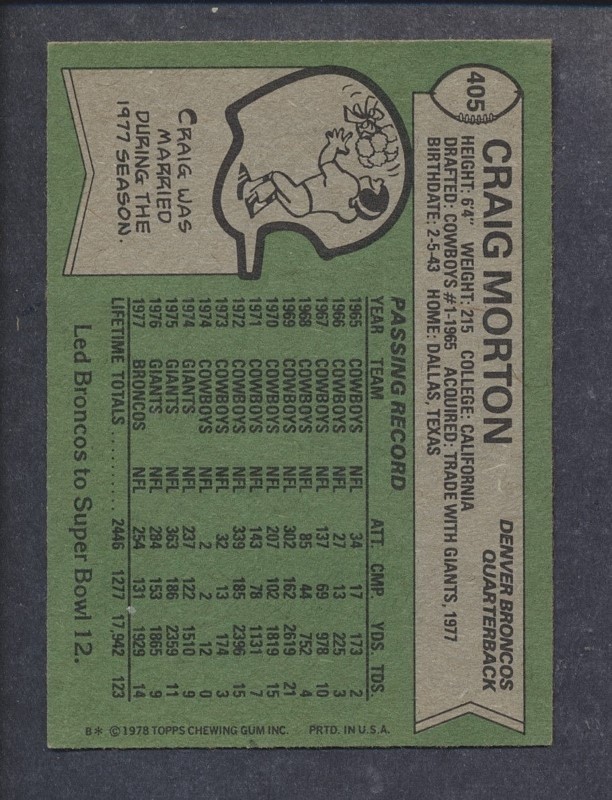 405
CRAIG MORTON
DENVER BRONCOS
QUARTERBACK
HEIGHT: 6'4" WEIGHT: 215 COLLEGE: CALIFORNIA
DRAFTED: COWBOYS #1-1965 ACQUIRED: TRADE WITH GIANTS, 1977
BIRTHDATE: 2-5-43 HOME: DALLAS, TEXAS
CRAIG WAS
MARRIED
DURING THE
1977 SEASON.
PASSING RECORD
YEAR TEAM ATT. CMP. YDS. TDS.
1965 COWBOYS NFL 34 17 173 2
1966 COWBOYS NFL 27 13 225 3
1967 COWBOYS NFL 137 69 978 10
1968 COWBOYS NFL 85 44 752 4
1969 COWBOYS NFL 302 162 2619 21
1970 COWBOYS NFL 207 102 1819 15
1971 COWBOYS NFL 143 78 1131 7
1972 COWBOYS NFL 339 185 2396 15
1973 COWBOYS NFL 32 13 174 3
1974 COWBOYS NFL 2 2 12 0
1974 GIANTS NFL 237 122 1510 9
1975 GIANTS NFL 363 186 2359 11
1976 GIANTS NFL 284 153 1865 9
1977 BRONCOS NFL 254 131 1929 14
LIFETIME TOTALS .......... 2446 1277 17,942 123
Led Broncos to Super Bowl 12.
B* © 1978 TOPPS CHEWING GUM INC. PRTD. IN U.S.A.